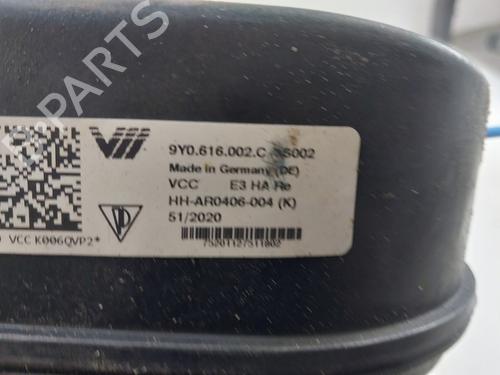 PARTS
9Y0.616.002.C
Made in Germany (DE)
VCC E3 HA Re
HH-AR0406-004 (K)
51/2020
VCC K006QVP2*
75201127511802